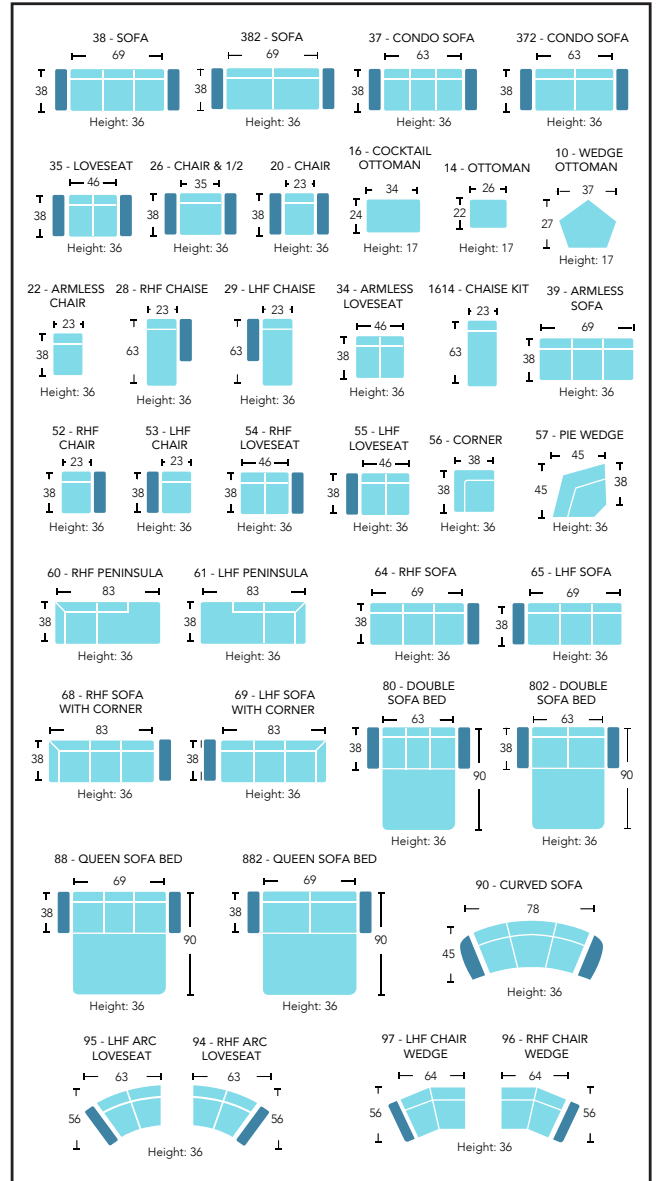 38 - SOFA
69
38
Height: 36
382 - SOFA
69
38
Height: 36
37 - CONDO SOFA
63
38
Height: 36
372 - CONDO SOFA
63
38
Height: 36
35 - LOVESEAT
46
38
Height: 36
26 - CHAIR & 1/2
35
38
Height: 36
20 - CHAIR
23
38
Height: 36
16 - COCKTAIL
OTTOMAN
34
24
Height: 17
14 - OTTOMAN
26
22
Height: 17
10 - WEDGE
OTTOMAN
37
27
Height: 17
22 - ARMLESS
CHAIR
23
38
Height: 36
28 - RHF CHAISE
23
63
Height: 36
29 - LHF CHAISE
23
63
Height: 36
34 - ARMLESS
LOVESEAT
46
38
Height: 36
1614 - CHAISE KIT
23
63
Height: 36
39 - ARMLESS
SOFA
69
38
Height: 36
52 - RHF
CHAIR
23
38
Height: 36
53 - LHF
CHAIR
23
38
Height: 36
54 - RHF
LOVESEAT
46
38
Height: 36
55 - LHF
LOVESEAT
46
38
Height: 36
56 - CORNER
38
38
Height: 36
57 - PIE WEDGE
45
45
38
Height: 36
60 - RHF PENINSULA
83
38
Height: 36
61 - LHF PENINSULA
83
38
Height: 36
64 - RHF SOFA
69
38
Height: 36
65 - LHF SOFA
69
38
Height: 36
68 - RHF SOFA
WITH CORNER
83
38
Height: 36
69 - LHF SOFA
WITH CORNER
83
38
Height: 36
80 - DOUBLE
SOFA BED
63
38
90
Height: 36
802 - DOUBLE
SOFA BED
63
38
90
Height: 36
88 - QUEEN SOFA BED
69
38
90
Height: 36
882 - QUEEN SOFA BED
69
38
90
Height: 36
90 - CURVED SOFA
78
45
Height: 36
95 - LHF ARC
LOVESEAT
63
56
94 - RHF ARC
LOVESEAT
63
56
Height: 36
97 - LHF CHAIR
WEDGE
64
56
96 - RHF CHAIR
WEDGE
64
56
Height: 36